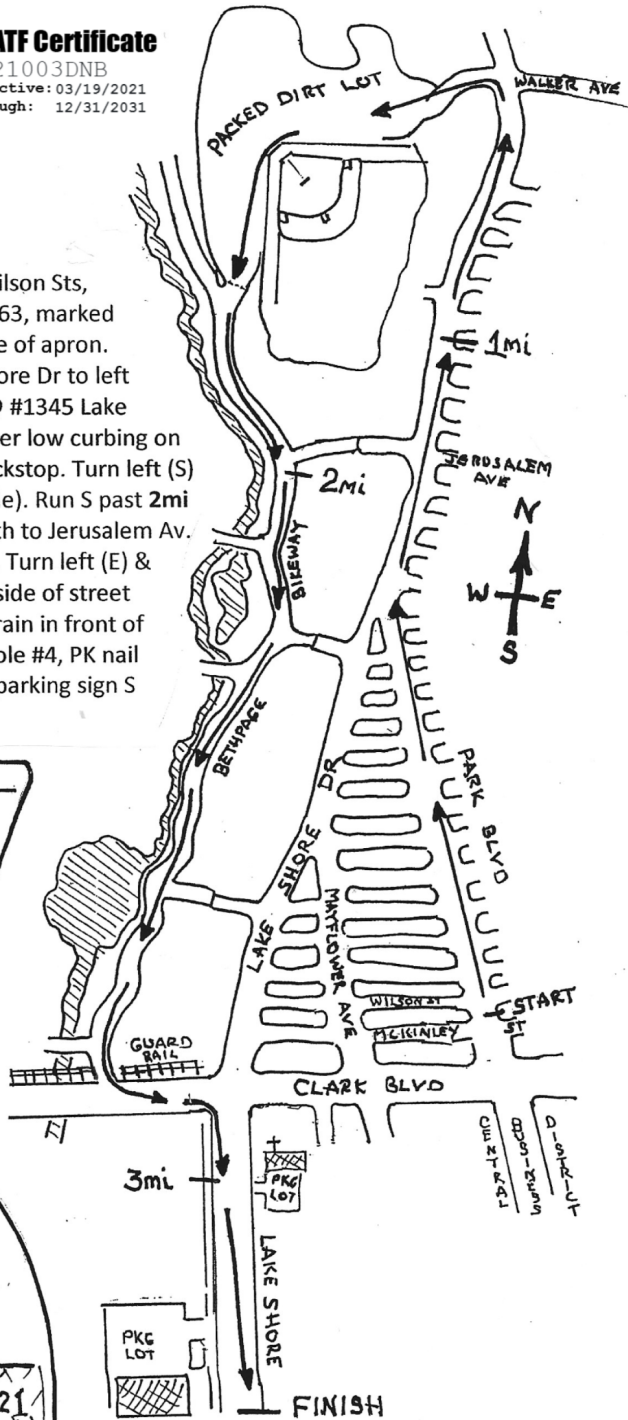 ATF Certificate
21003DNB
ctive: 03/19/2021
ugh: 12/31/2031
PACKED DIRT LOT
WALKER AVE
ilson Sts,
63, marked
e of apron.
ore Dr to left
#1345 Lake
er low curbing on
ckstop. Turn left (S)
e). Run S past 2mi
th to Jerusalem Av.
Turn left (E) &
side of street
rain in front of
ole #4, PK nail
parking sign S
1mi
JERUSALEM
AVE
2mi
N
W E
S
BIKEWAY
BETHPAGE
PARK BLVD
LAKE SHORE DR
MAYFLOWER AVE
WILSON ST
START
MCKINLEY ST
GUARD
RAIL
CLARK BLVD
CENTRAL
BUSINESS
DISTRICT
3mi
PKG
LOT
LAKE SHORE
PKG
LOT
21
FINISH